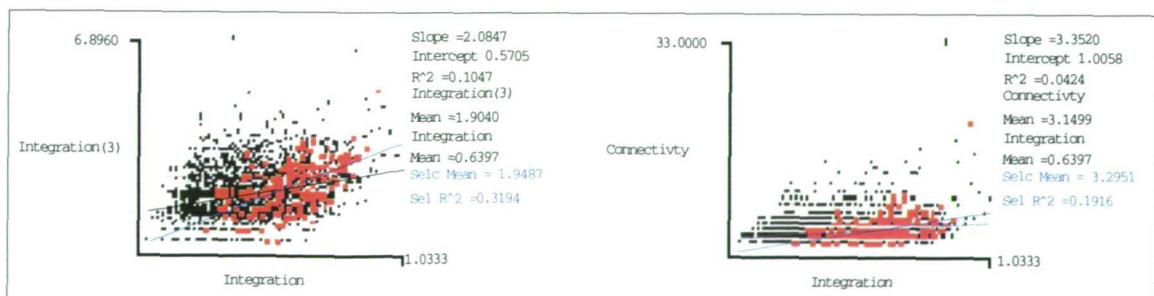 6.8960
Integration(3)
Integration
1.0333
Slope =2.0847
Intercept 0.5705
R^2 =0.1047
Integration(3)
Mean =1.9040
Integration
Mean =0.6397
Selc Mean = 1.9487
Sel R^2 =0.3194
33.0000
Connectivty
Integration
1.0333
Slope =3.3520
Intercept 1.0058
R^2 =0.0424
Connectivty
Mean =3.1499
Integration
Mean =0.6397
Selc Mean = 3.2951
Sel R^2 =0.1916